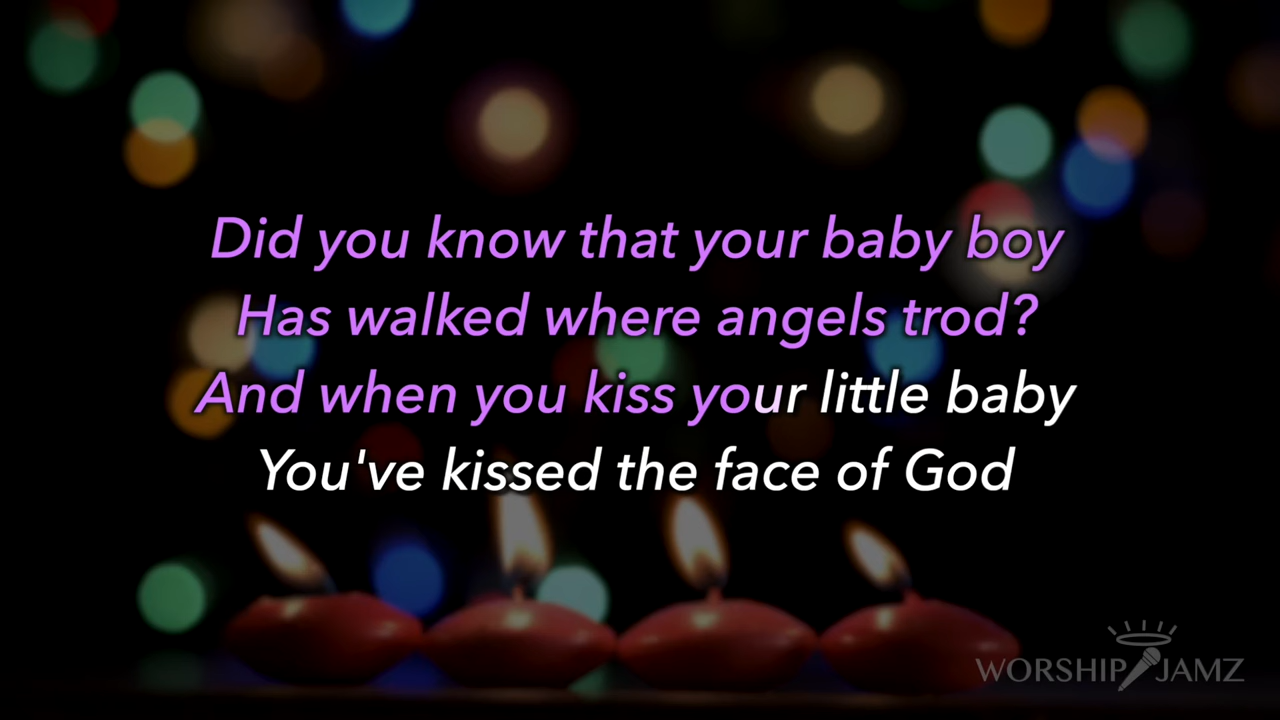 Did you know that your baby boy
Has walked where angels trod?
And when you kiss your little baby
You've kissed the face of God
WORSHIP JAMZ